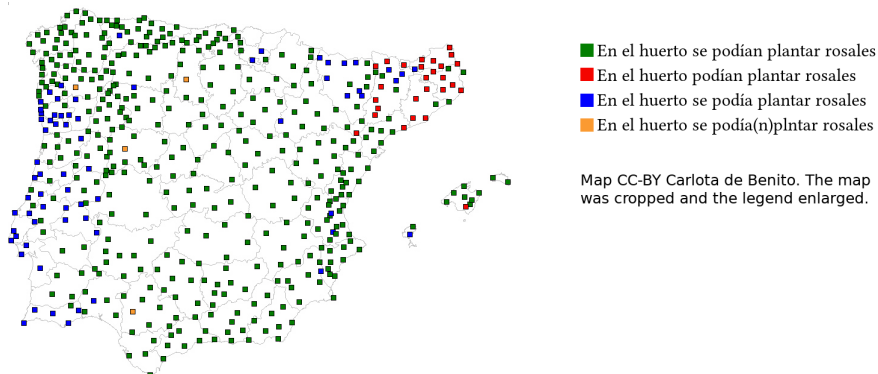 En el huerto se podían plantar rosales
En el huerto podían plantar rosales
En el huerto se podía plantar rosales
En el huerto se podía(n)plntar rosales
Map CC-BY Carlota de Benito. The map
was cropped and the legend enlarged.